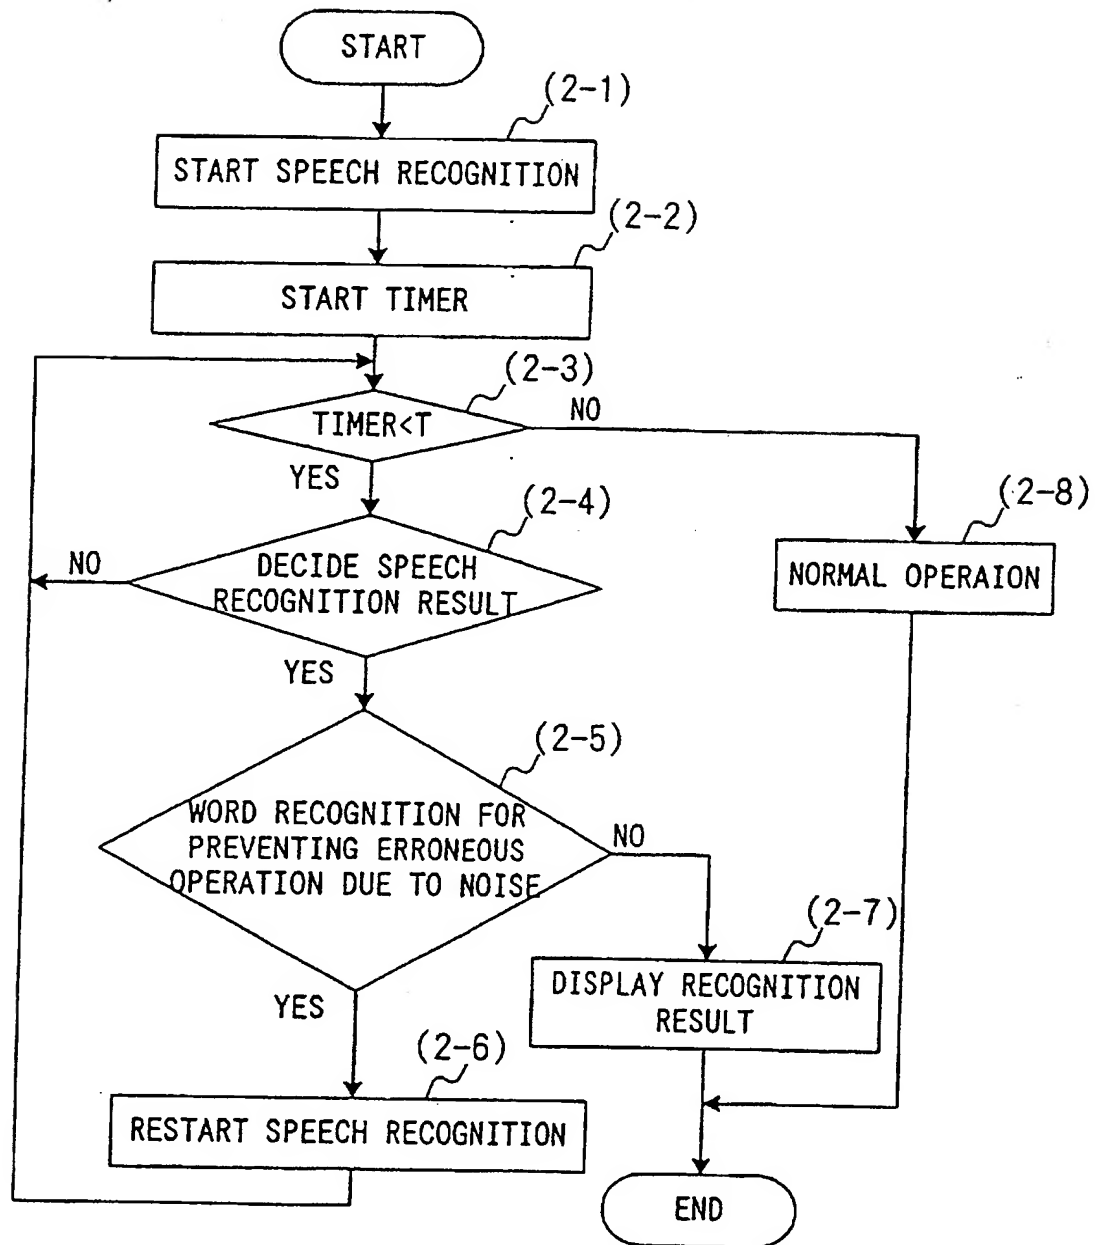 START
(2-1)
START SPEECH RECOGNITION
(2-2)
START TIMER
(2-3)
TIMER<T
NO
YES
(2-4)
(2-8)
NO
DECIDE SPEECH
RECOGNITION RESULT
NORMAL OPERAION
YES
(2-5)
WORD RECOGNITION FOR
PREVENTING ERRONEOUS
OPERATION DUE TO NOISE
NO
(2-7)
DISPLAY RECOGNITION
RESULT
YES
(2-6)
RESTART SPEECH RECOGNITION
END